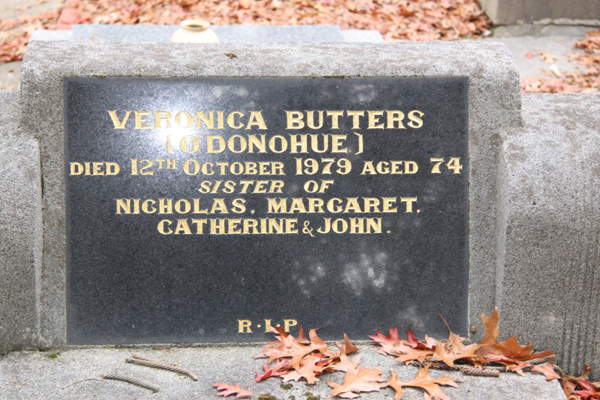 VERONICA BUTTERS
(O'DONOHUE)
DIED 12TH OCTOBER 1979 AGED 74
SISTER OF
NICHOLAS, MARGARET,
CATHERINE & JOHN.
R·I·P